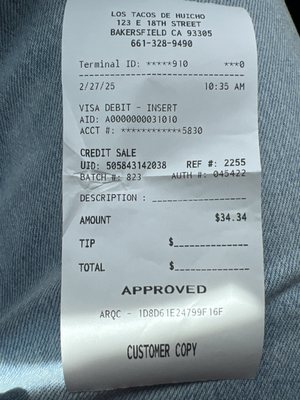 LOS TACOS DE HUICHO
123 E 18TH STREET
BAKERSFIELD CA 93305
661-328-9490
Terminal ID: *****910 ***0
2/27/25 10:35 AM
VISA DEBIT - INSERT
AID: A0000000031010
ACCT #: ************5830
CREDIT SALE
UID: 505843142038 REF #: 2255
BATCH #: 823 AUTH #: 045422
DESCRIPTION :
AMOUNT $34.34
TIP $
TOTAL $
APPROVED
ARQC - 1D8D61E24799F16F
CUSTOMER COPY